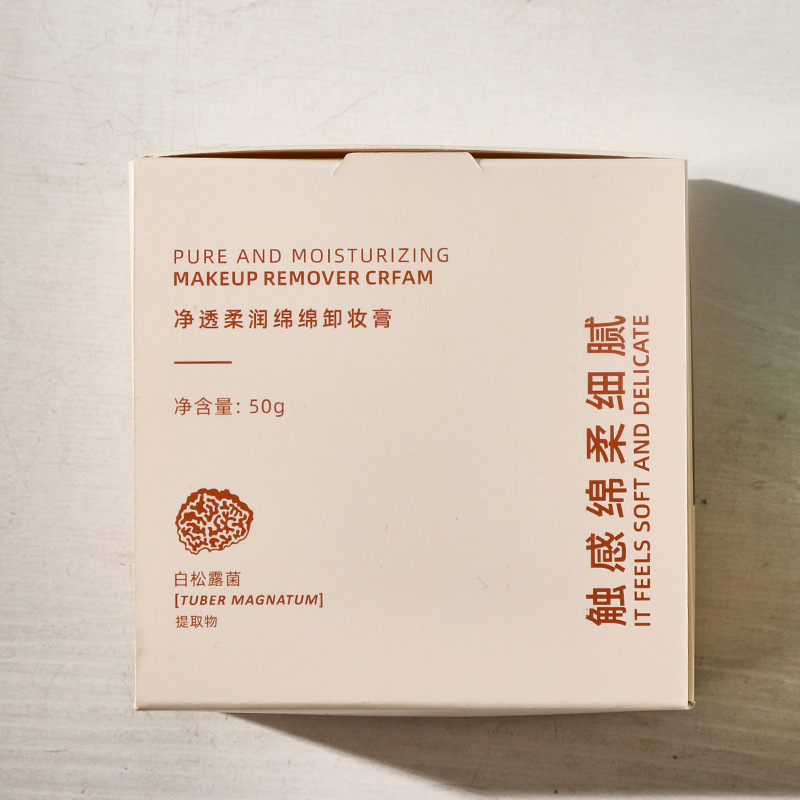 PURE AND MOISTURIZING
MAKEUP REMOVER CRFAM
净透柔润绵绵卸妆膏
净含量: 50g
白松露菌
[TUBER MAGNATUM]
提取物
触感绵柔细腻
IT FEELS SOFT AND DELICATE